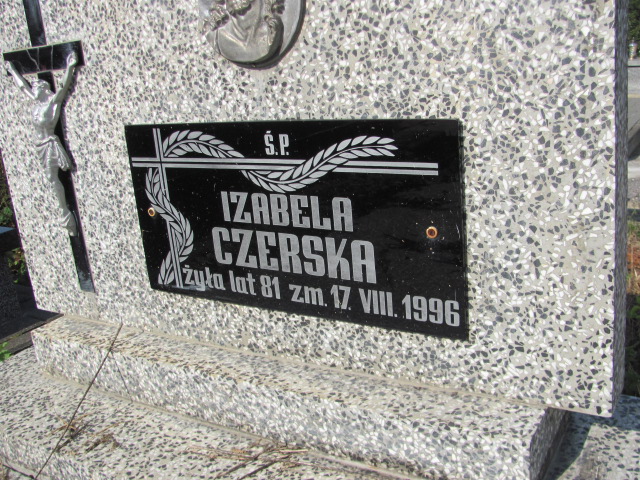 Ś.P.
IZABELA
CZERSKA
żyła lat 81 zm. 17 VIII. 1996